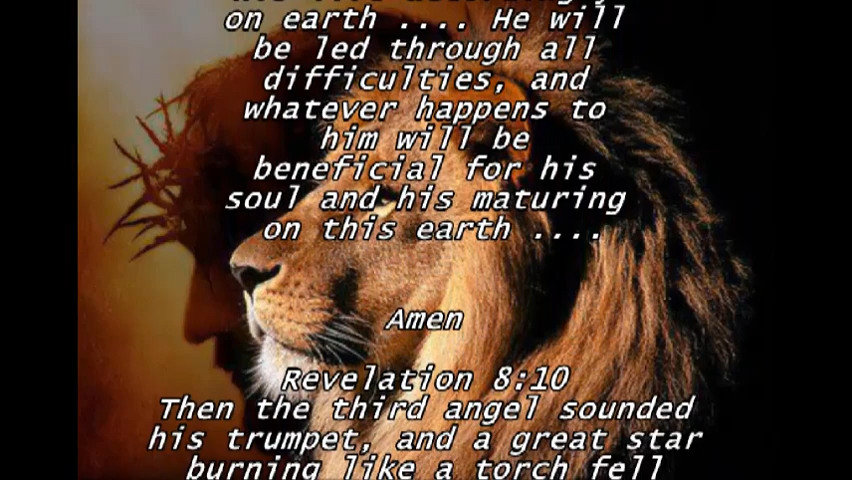 on earth .... He will
be led through all
difficulties, and
whatever happens to
him will be
beneficial for his
soul and his maturing
on this earth ....
Amen
Revelation 8:10
Then the third angel sounded
his trumpet, and a great star
burning like a torch fell